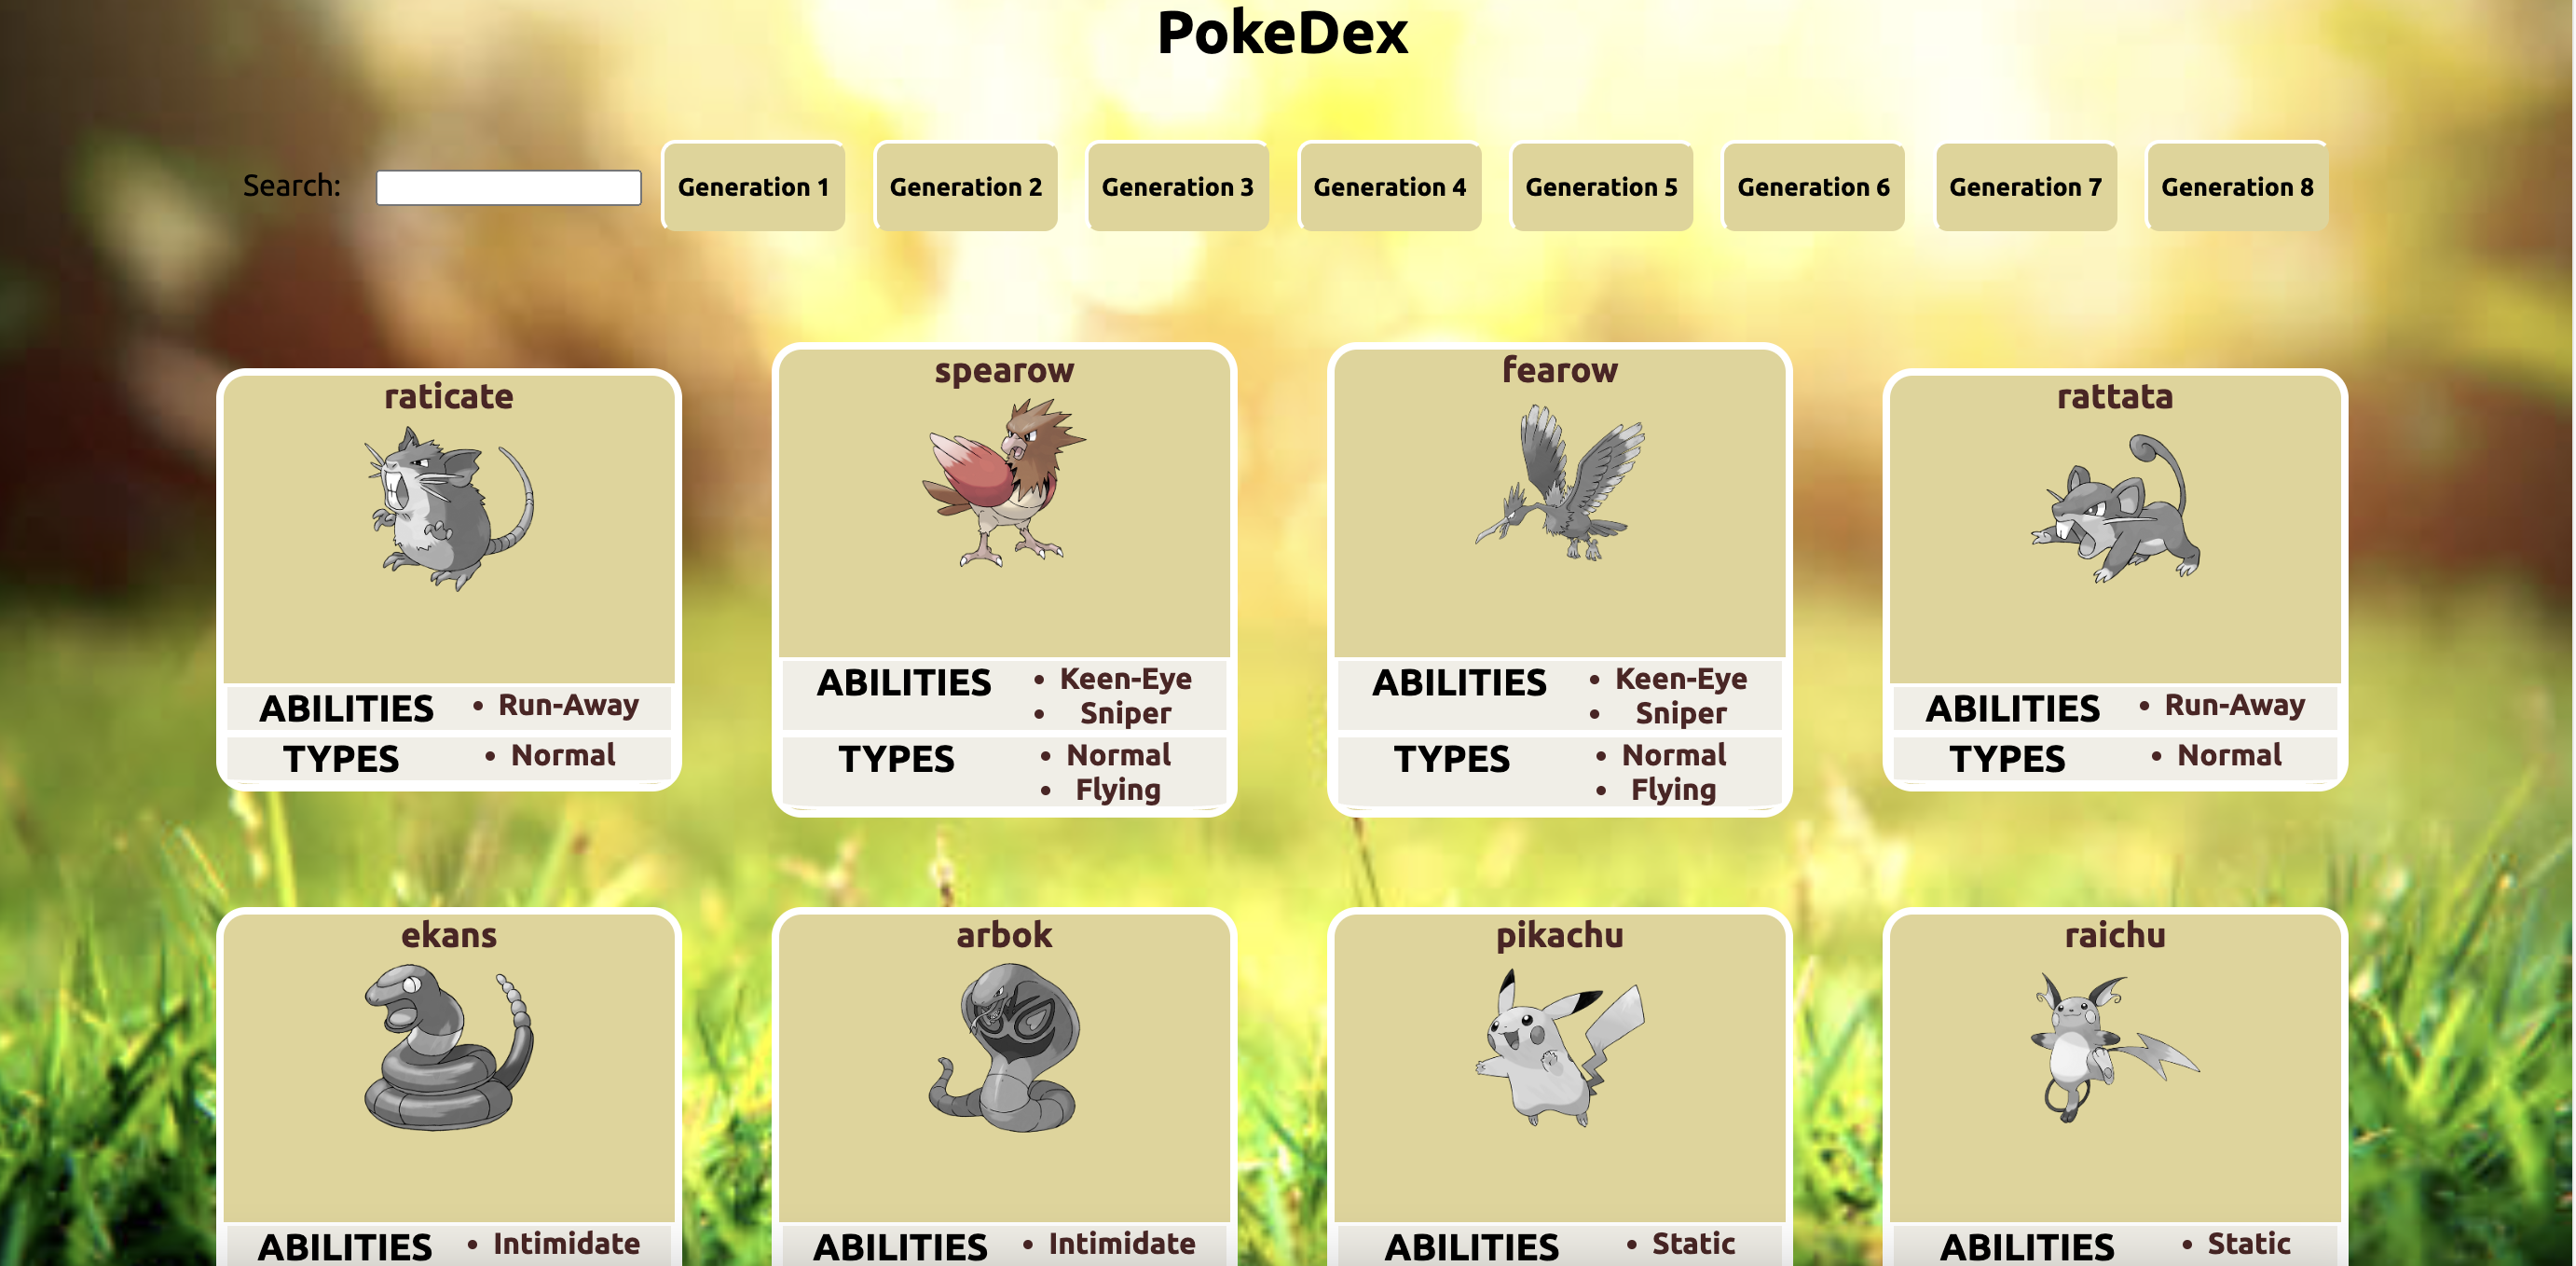 PokeDex
Search:
Generation 1
Generation 2
Generation 3
Generation 4
Generation 5
Generation 6
Generation 7
Generation 8
raticate
ABILITIES
• Run-Away
TYPES
• Normal
spearow
ABILITIES
• Keen-Eye
• Sniper
TYPES
• Normal
• Flying
fearow
ABILITIES
• Keen-Eye
• Sniper
TYPES
• Normal
• Flying
rattata
ABILITIES
• Run-Away
TYPES
• Normal
ekans
ABILITIES
• Intimidate
arbok
ABILITIES
• Intimidate
pikachu
ABILITIES
• Static
raichu
ABILITIES
• Static